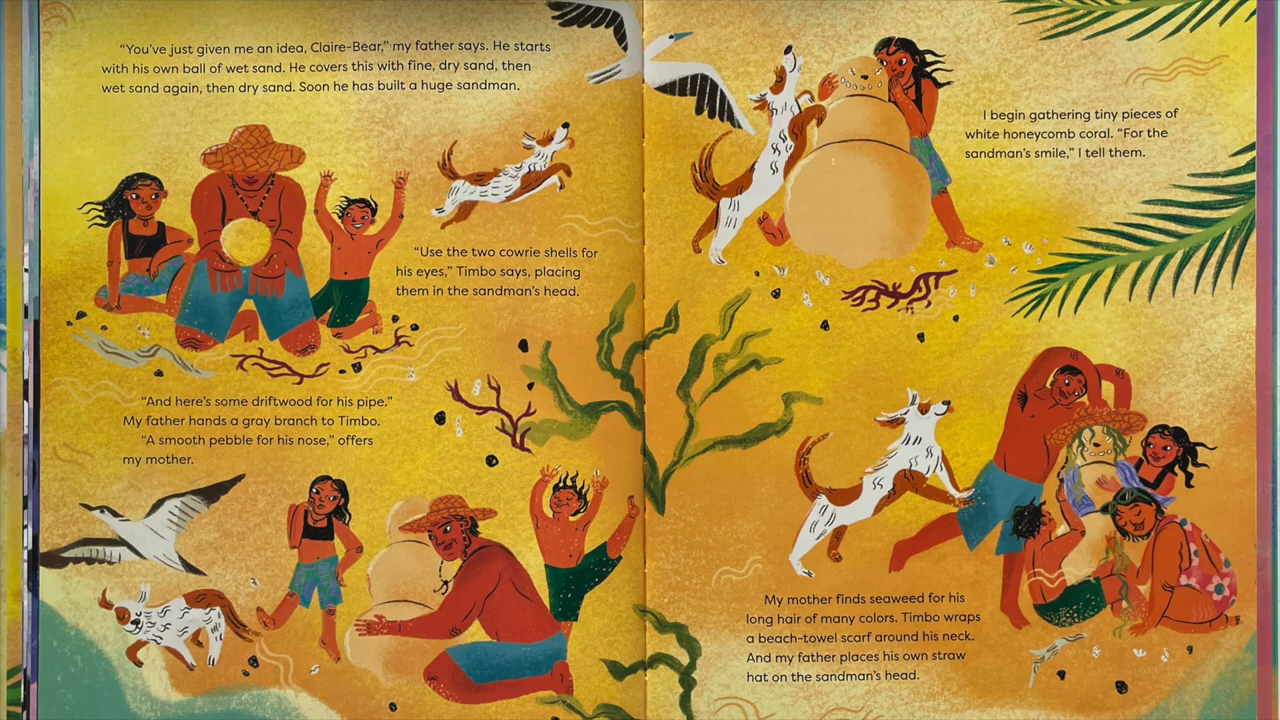 “You’ve just given me an idea, Claire-Bear,” my father says. He starts
with his own ball of wet sand. He covers this with fine, dry sand, then
wet sand again, then dry sand. Soon he has built a huge sandman.
“Use the two cowrie shells for
his eyes,” Timbo says, placing
them in the sandman’s head.
“And here’s some driftwood for his pipe.”
My father hands a gray branch to Timbo.
“A smooth pebble for his nose,” offers
my mother.
I begin gathering tiny pieces of
white honeycomb coral. “For the
sandman’s smile,” I tell them.
My mother finds seaweed for his
long hair of many colors. Timbo wraps
a beach-towel scarf around his neck.
And my father places his own straw
hat on the sandman’s head.